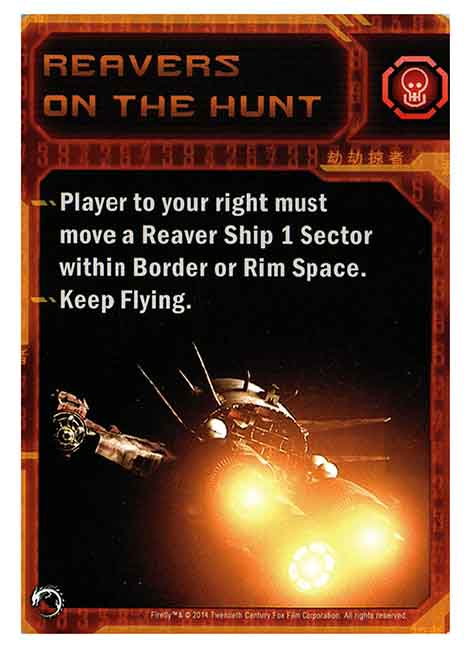 REAVERS
ON THE HUNT
劫劫掠者
Player to your right must
move a Reaver Ship 1 Sector
within Border or Rim Space.
Keep Flying.
Firefly™& © 2014 Twentieth Century Fox Film Corporation. All rights reserved.